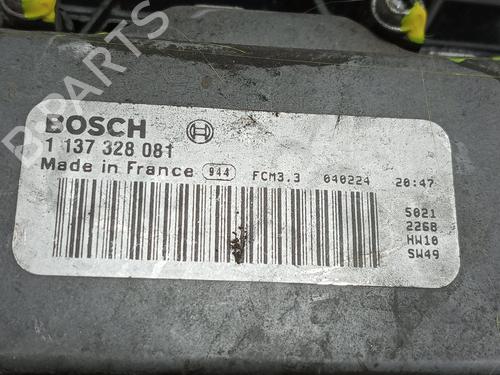 B-PARTS
BOSCH
1 137 328 081
Made in France 944 FCM3.3 040224 20:47
5021
2268
HW10
SW49